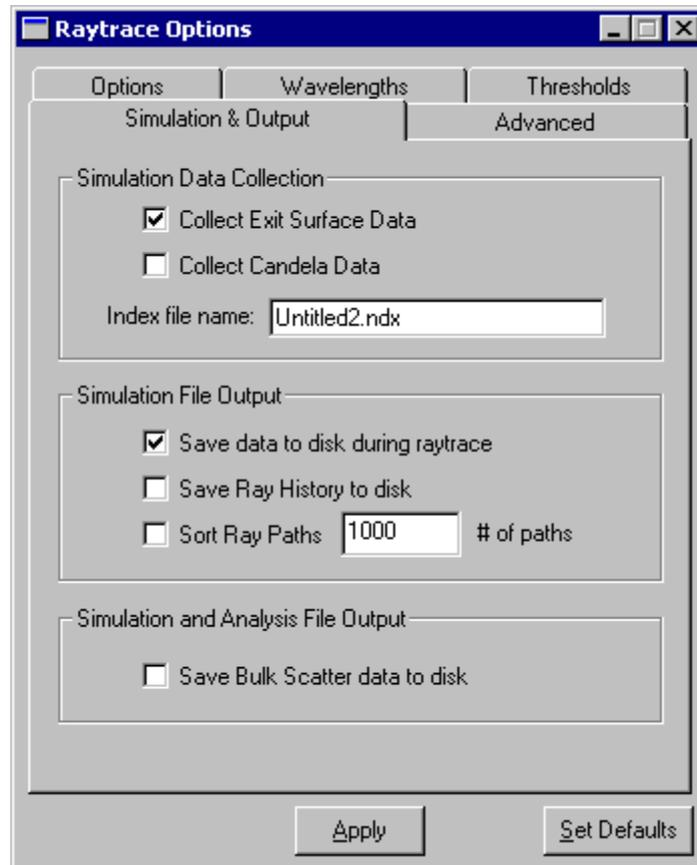 Raytrace Options
Options Wavelengths Thresholds
Simulation & Output Advanced
Simulation Data Collection
Collect Exit Surface Data
Collect Candela Data
Index file name: Untitled2.ndx
Simulation File Output
Save data to disk during raytrace
Save Ray History to disk
Sort Ray Paths 1000 # of paths
Simulation and Analysis File Output
Save Bulk Scatter data to disk
Apply Set Defaults